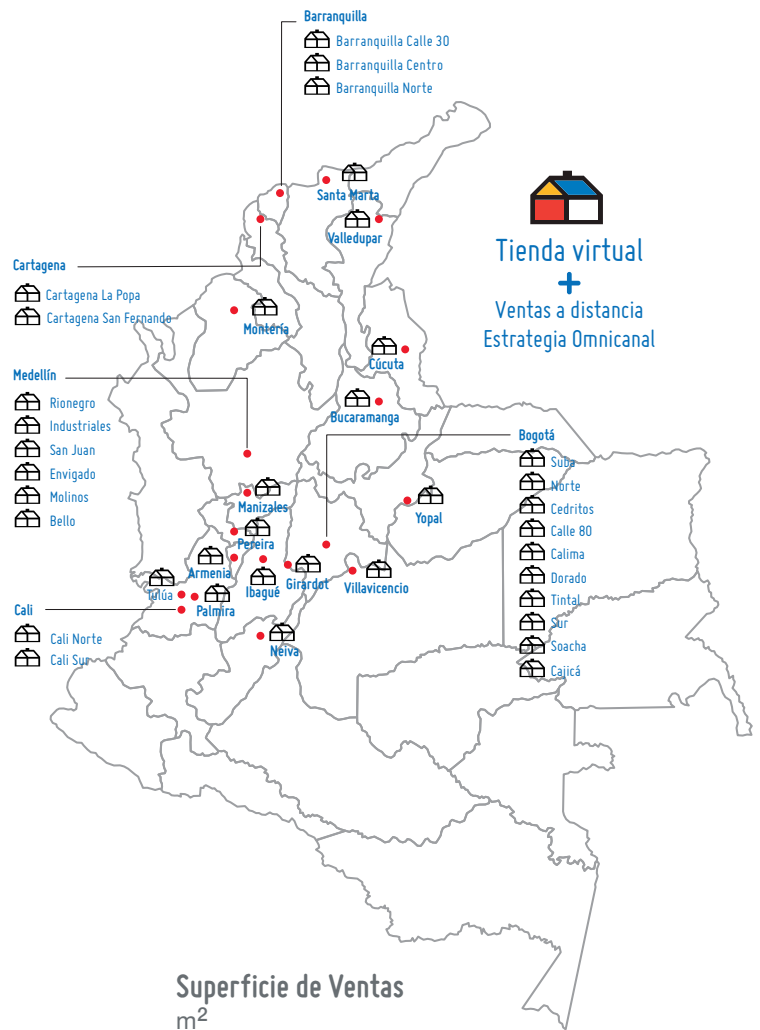 Barranquilla
Barranquilla Calle 30
Barranquilla Centro
Barranquilla Norte
Santa Marta
Valledupar
Tienda virtual
+
Ventas a distancia
Estrategia Omnicanal
Cartagena
Cartagena La Popa
Cartagena San Fernando
Montería
Cúcuta
Medellín
Rionegro
Industriales
San Juan
Envigado
Molinos
Bello
Bucaramanga
Bogotá
Suba
Norte
Cedritos
Calle 80
Calima
Dorado
Tintal
Sur
Soacha
Cajicá
Manizales
Yopal
Pereira
Armenia
Ibagué
Girardot
Villavicencio
Tulúa
Palmira
Cali
Cali Norte
Cali Sur
Neiva
Superficie de Ventas
m²